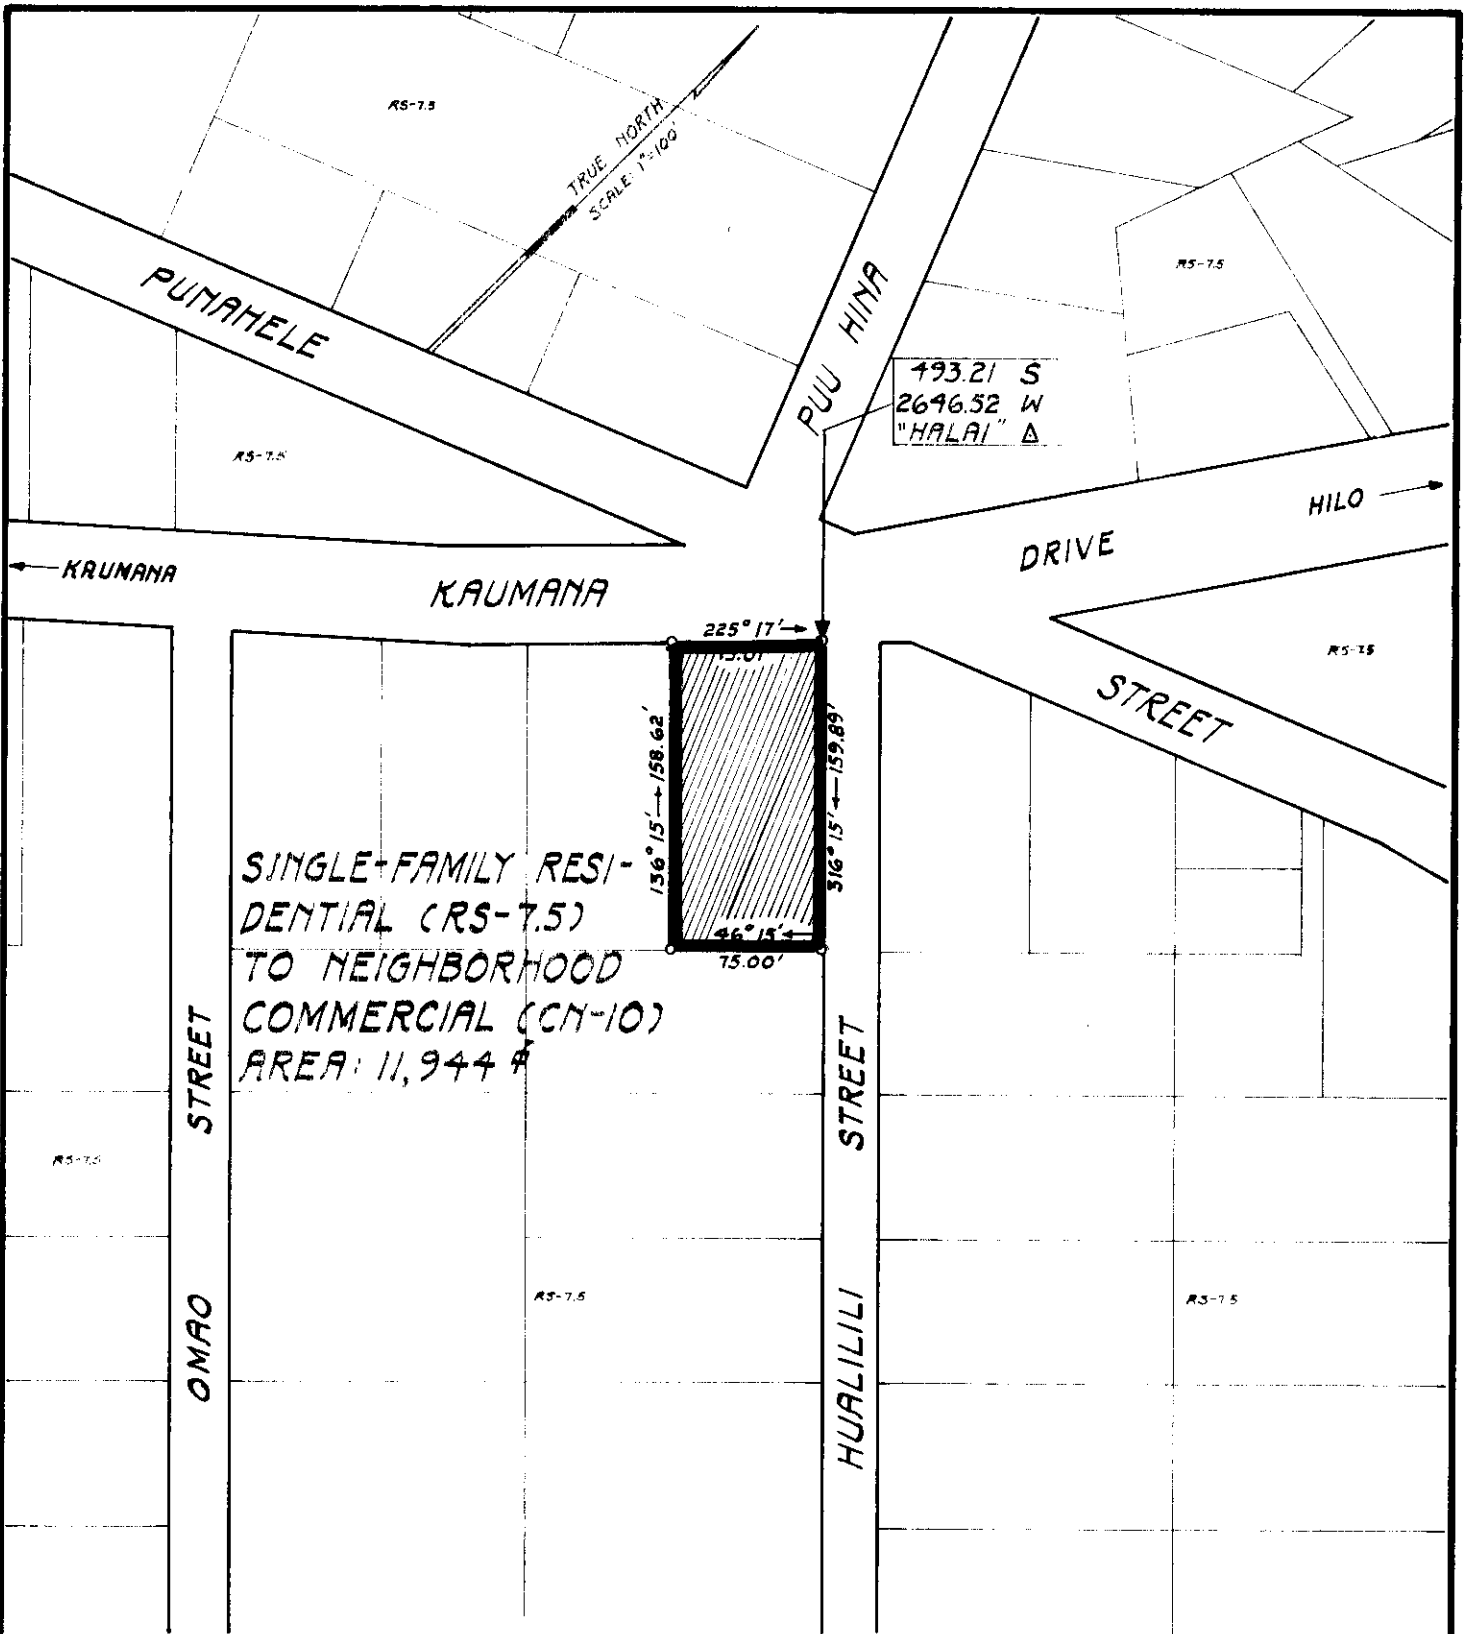 RS-7.5
TRUE NORTH
SCALE: 1"=100'
PUNAHELE
PUU HINA
RS-7.5
493.21 S
2646.52 W
"HALAI" Δ
RS-7.5
HILO
DRIVE
KAUMANA
KAUMANA
225° 17'
RS-7.5
STREET
136° 15' 158.62'
316° 15' 159.89'
46° 15'
75.00'
SINGLE-FAMILY RESI-
DENTIAL (RS-7.5)
TO NEIGHBORHOOD
COMMERCIAL (CN-10)
AREA: 11,944
OMAO STREET
HUALILILI STREET
RS-7.5
RS-7.5
RS-7.5